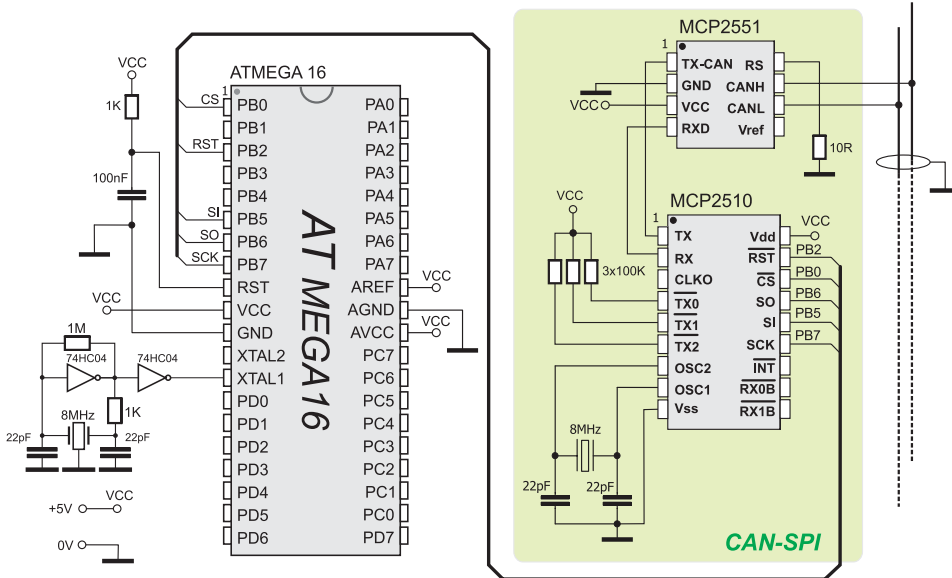 VCC
1K
100nF
VCC
1M
74HC04
74HC04
1K
8MHz
22pF
22pF
VCC
+5V
0V
ATMEGA 16
1
CS
RST
SI
SO
SCK
PB0
PB1
PB2
PB3
PB4
PB5
PB6
PB7
RST
VCC
GND
XTAL2
XTAL1
PD0
PD1
PD2
PD3
PD4
PD5
PD6
AT MEGA16
PA0
PA1
PA2
PA3
PA4
PA5
PA6
PA7
AREF
AGND
AVCC
PC7
PC6
PC5
PC4
PC3
PC2
PC1
PC0
PD7
VCC
VCC
MCP2551
1
TX-CAN
GND
VCC
RXD
RS
CANH
CANL
Vref
VCC
10R
MCP2510
1
VCC
3x100K
TX
RX
CLKO
TX0
TX1
TX2
OSC2
OSC1
Vss
Vdd
RST
CS
SO
SI
SCK
INT
RX0B
RX1B
VCC
PB2
PB0
PB6
PB5
PB7
8MHz
22pF
22pF
CAN-SPI